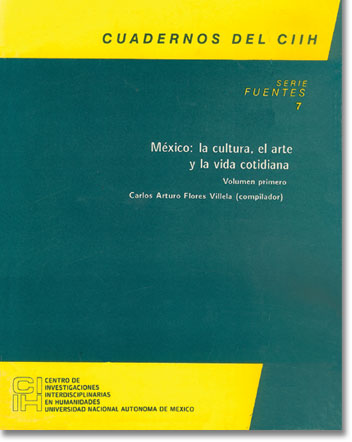 CUADERNOS DEL CIIH
SERIE
FUENTES
7
México: la cultura, el arte
y la vida cotidiana
Volumen primero
Carlos Arturo Flores Villela (compilador)
CIIH
CENTRO DE
INVESTIGACIONES
INTERDISCIPLINARIAS
EN HUMANIDADES
UNIVERSIDAD NACIONAL AUTONOMA DE MEXICO